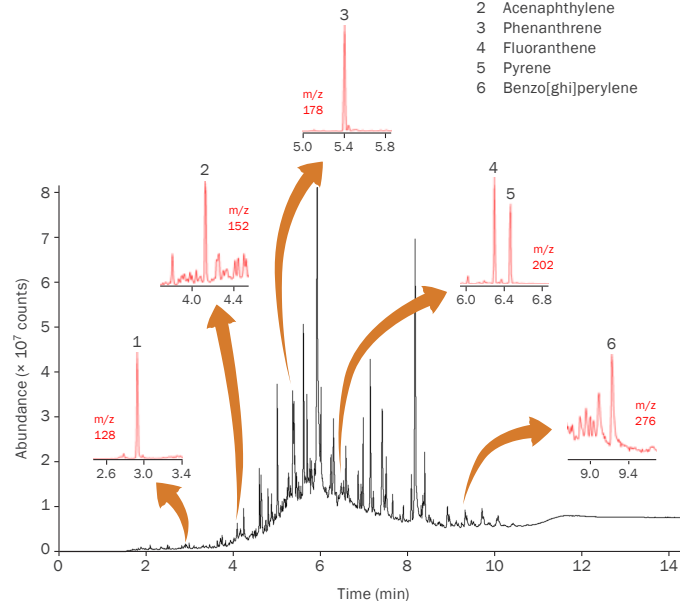 2 Acenaphthylene
3 Phenanthrene
4 Fluoranthene
5 Pyrene
6 Benzo[ghi]perylene
3
m/z
178
5.0 5.4 5.8
2
m/z
152
4.0 4.4
4
5
m/z
202
6.0 6.4 6.8
1
m/z
128
2.6 3.0 3.4
6
m/z
276
9.0 9.4
Abundance (× 10⁷ counts)
8
7
6
5
4
3
2
1
0
0 2 4 6 8 10 12 14
Time (min)